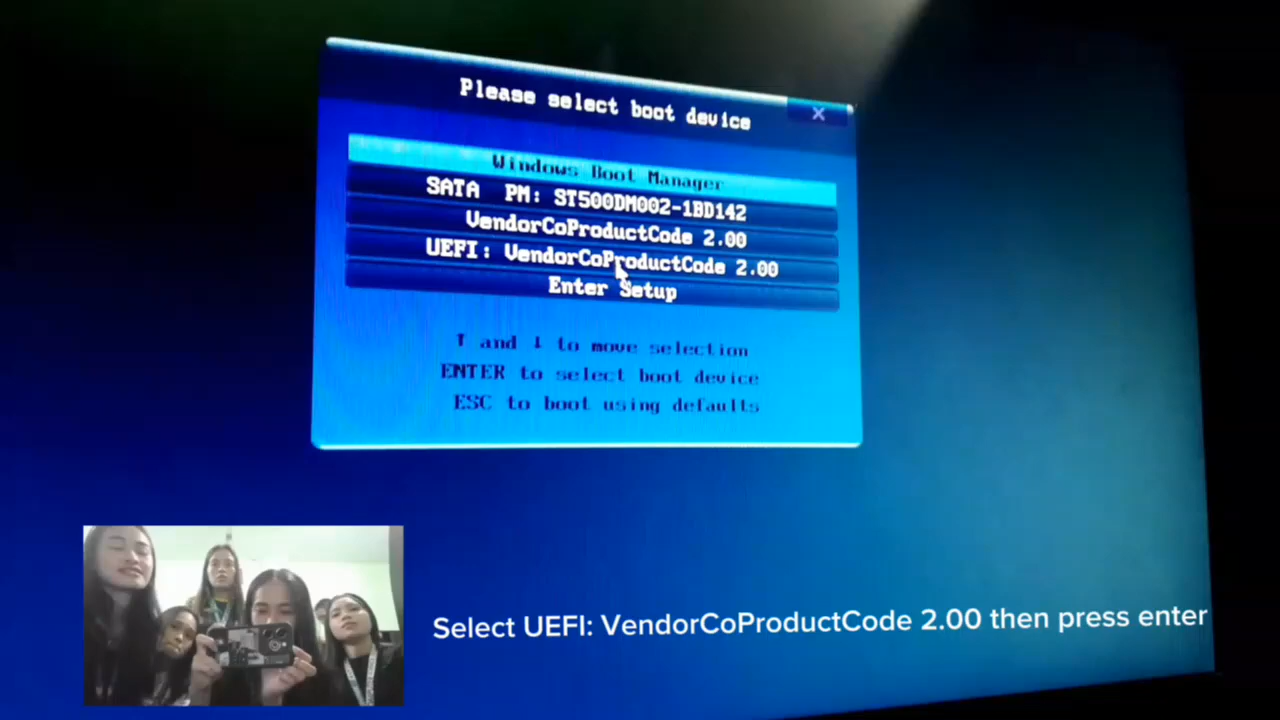 Please select boot device
X
Windows Boot Manager
SATA PM: ST500DM002-1BD142
VendorCoProductCode 2.00
UEFI: VendorCoProductCode 2.00
Enter Setup
↑ and ↓ to move selection
ENTER to select boot device
ESC to boot using defaults
Select UEFI: VendorCoProductCode 2.00 then press enter